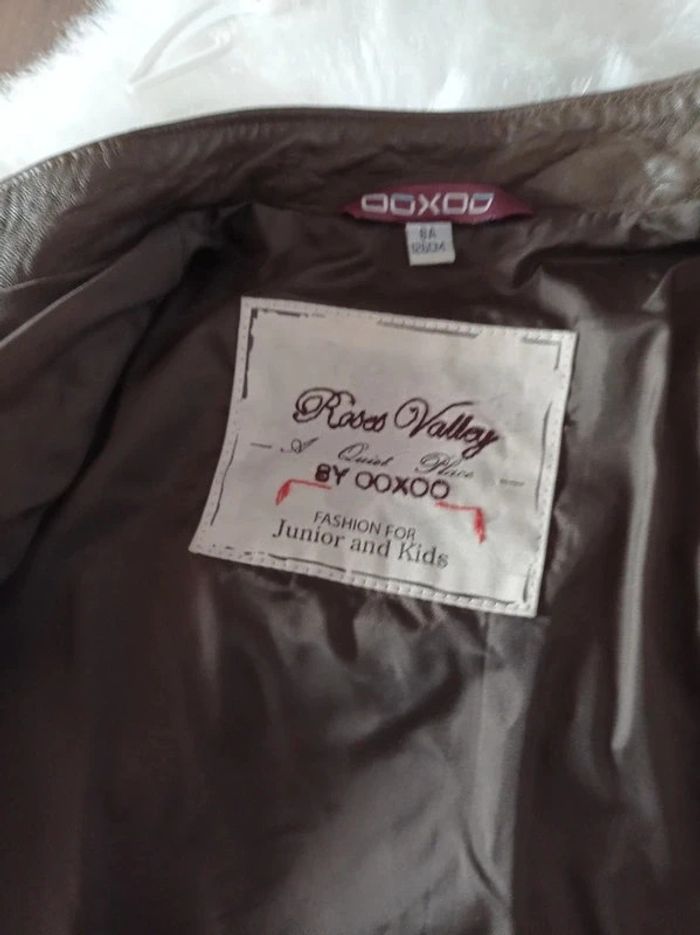 OOXOO
8A
126CM
Roses Valley
A Quiet Place
BY OOXOO
FASHION FOR
Junior and Kids